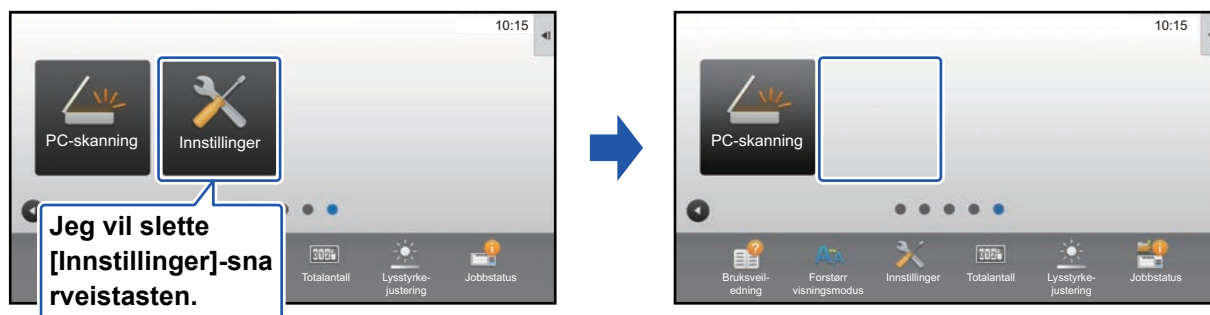 10:15
PC-skanning
Innstillinger
Jeg vil slette
[Innstillinger]-sna
rveistasten.
Totalantall
Lysstyrke-
justering
Jobbstatus
10:15
PC-skanning
Bruksveil-
edning
Forstørr
visningsmodus
Innstillinger
Totalantall
Lysstyrke-
justering
Jobbstatus